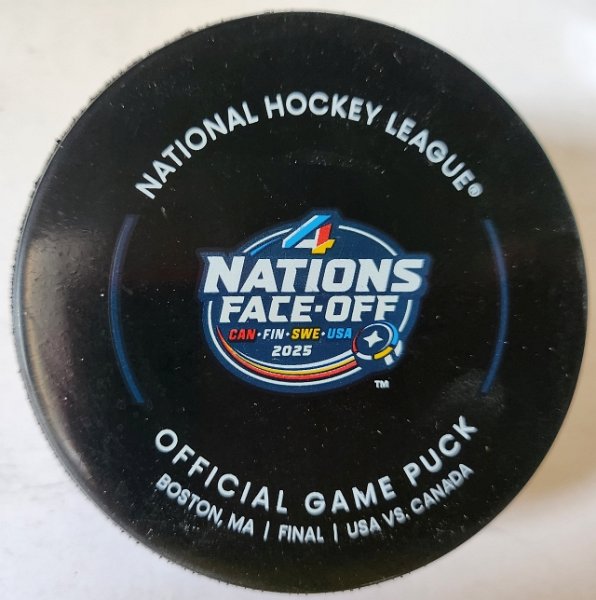 NATIONAL HOCKEY LEAGUE®
4
NATIONS
FACE-OFF
CAN•FIN•SWE•USA
2025
TM
OFFICIAL GAME PUCK
BOSTON, MA | FINAL | USA VS. CANADA